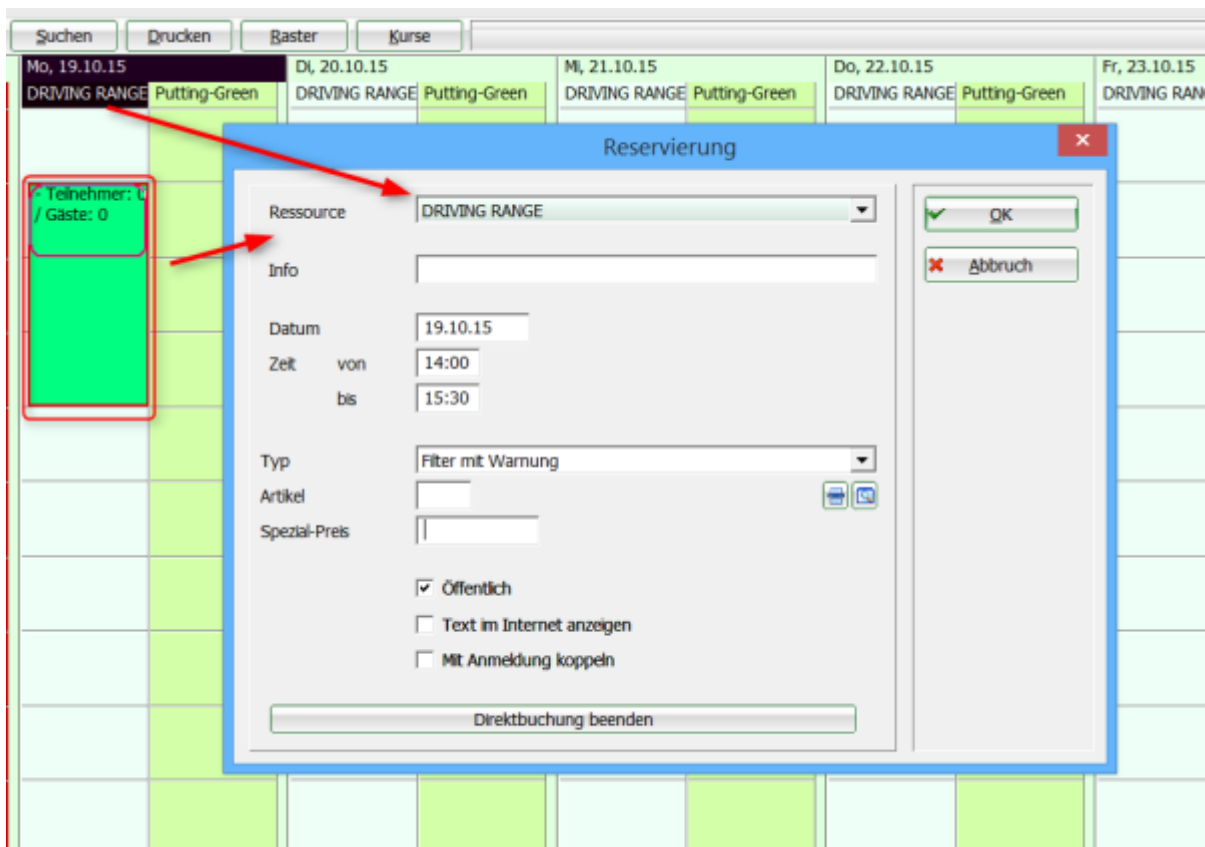 Suchen Drucken Raster Kurse
Mo, 19.10.15 Di, 20.10.15 Mi, 21.10.15 Do, 22.10.15 Fr, 23.10.15
DRIVING RANGE Putting-Green DRIVING RANGE Putting-Green DRIVING RANGE Putting-Green DRIVING RANGE Putting-Green DRIVING RAN
- Teilnehmer: 0
/ Gäste: 0
Reservierung
Ressource DRIVING RANGE
Info
Datum 19.10.15
Zeit von 14:00
bis 15:30
Typ Filter mit Warnung
Artikel
Spezial-Preis
Öffentlich
Text im Internet anzeigen
Mit Anmeldung koppeln
Direktbuchung beenden
OK
Abbruch